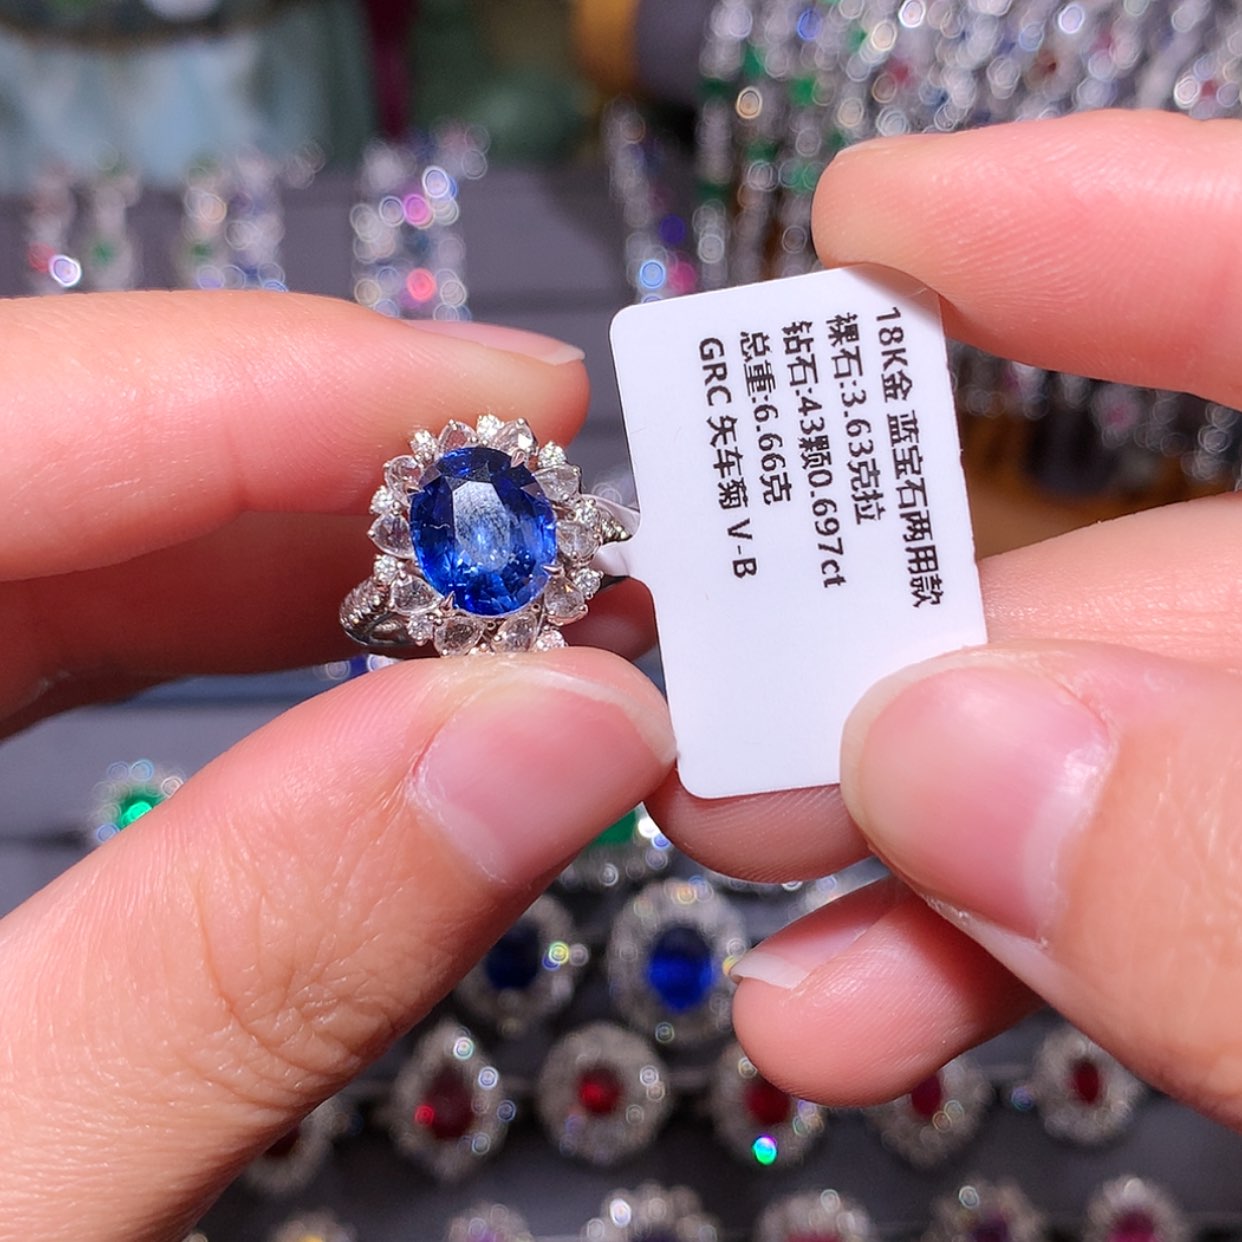 18K金 蓝宝石两用款
裸石:3.63克拉
钻石:43颗0.697ct
总重:6.66克
GRC 矢车菊 V-B